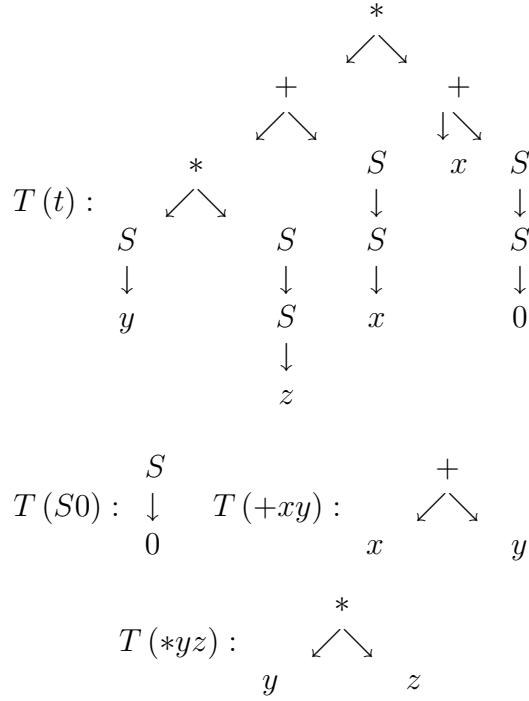 *
+ +
* S x S
T (t) :
S S S S
y S x 0
z
S +
T (S0) : T (+xy) :
0 x y
*
T (*yz) :
y z